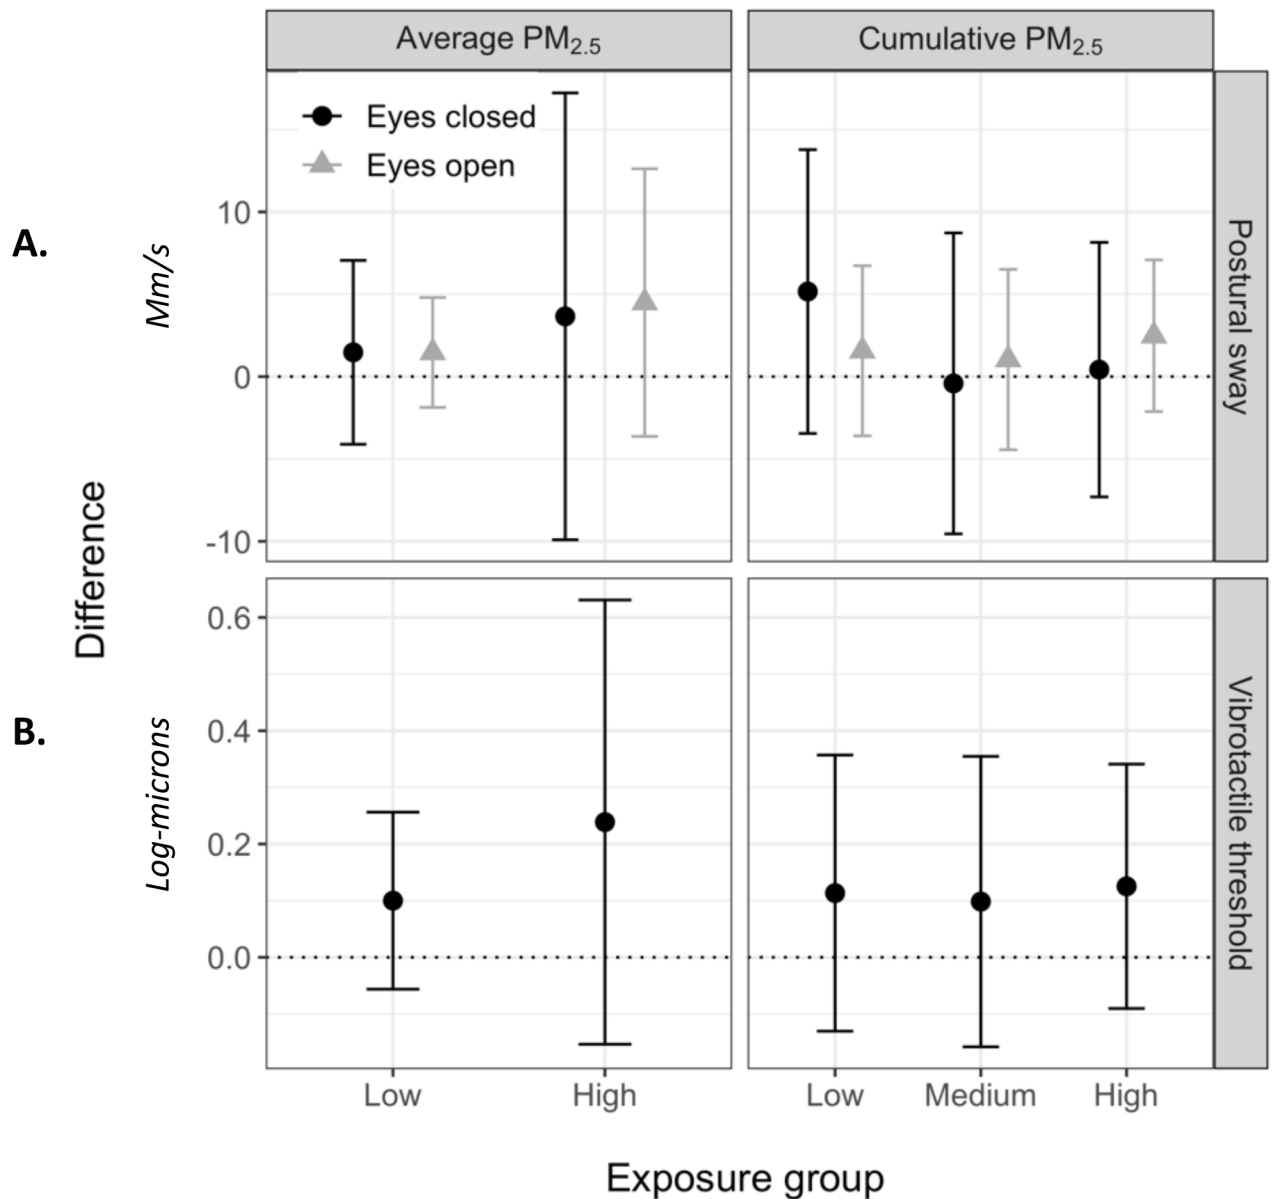 Average PM2.5
Cumulative PM2.5
Eyes closed
Eyes open
A.
Mm/s
10
0
-10
Postural sway
Difference
B.
Log-microns
0.6
0.4
0.2
0.0
Vibrotactile threshold
Low
High
Low
Medium
High
Exposure group